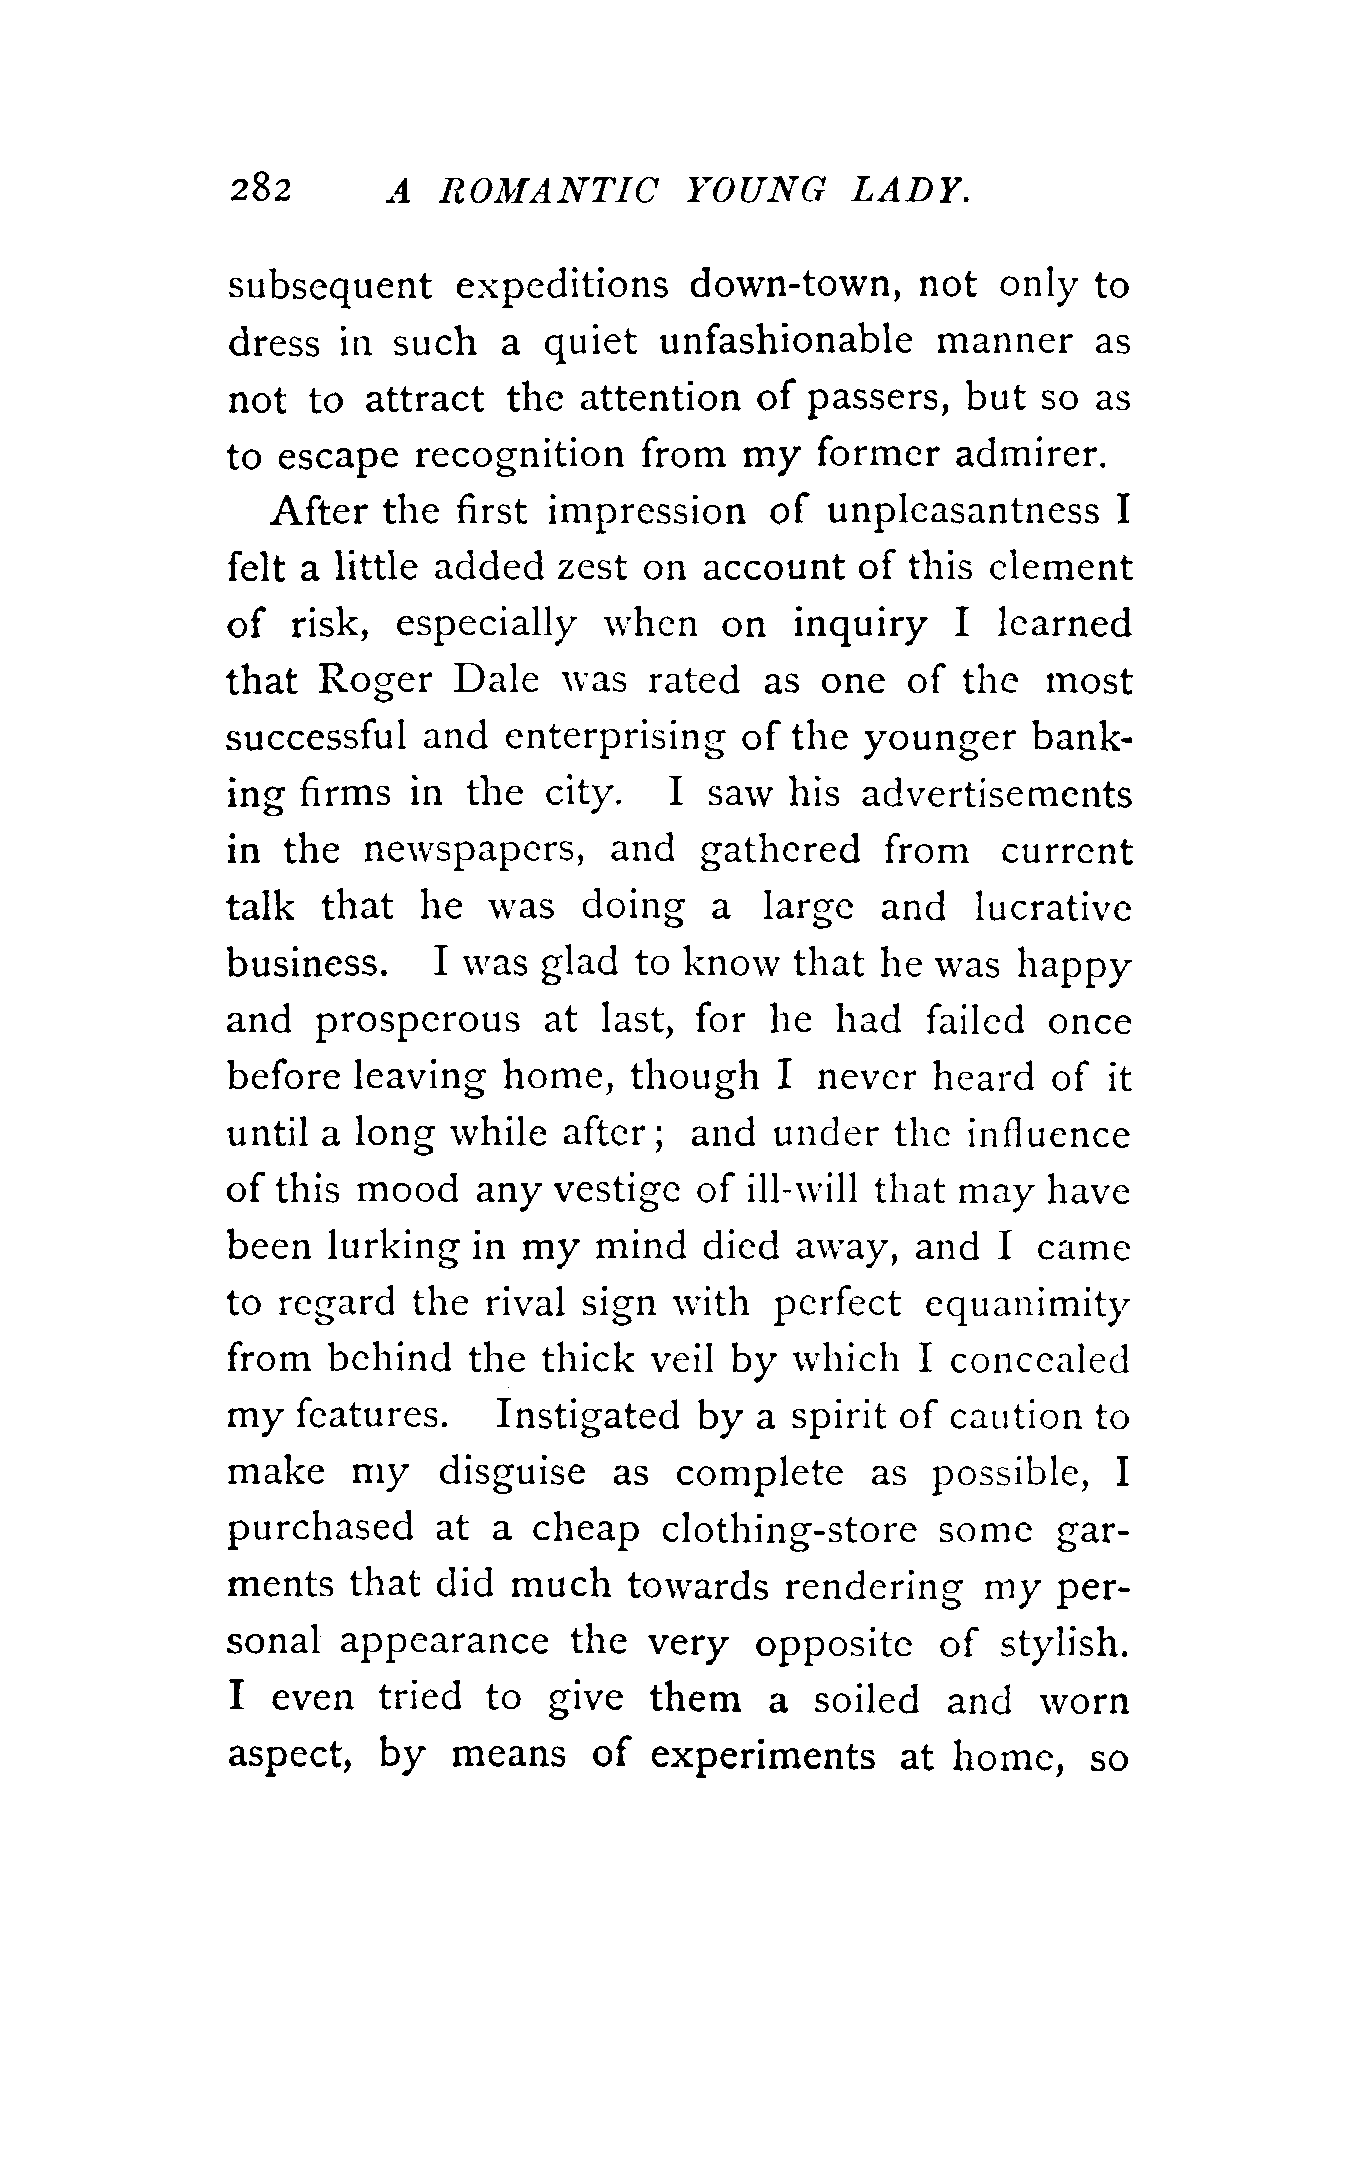 282 A ROMANTIC YOUNG LADY.
subsequent expeditions down-town, not only to
dress in such a quiet unfashionable manner as
not to attract the attention of passers, but so as
to escape recognition from my former admirer.
After the first impression of unpleasantness I
felt a little added zest on account of this element
of risk, especially when on inquiry I learned
that Roger Dale was rated as one of the most
successful and enterprising of the younger bank-
ing firms in the city. I saw his advertisements
in the newspapers, and gathered from current
talk that he was doing a large and lucrative
business. I was glad to know that he was happy
and prosperous at last, for he had failed once
before leaving home, though I never heard of it
until a long while after; and under the influence
of this mood any vestige of ill-will that may have
been lurking in my mind died away, and I came
to regard the rival sign with perfect equanimity
from behind the thick veil by which I concealed
my features. Instigated by a spirit of caution to
make my disguise as complete as possible, I
purchased at a cheap clothing-store some gar-
ments that did much towards rendering my per-
sonal appearance the very opposite of stylish.
I even tried to give them a soiled and worn
aspect, by means of experiments at home, so